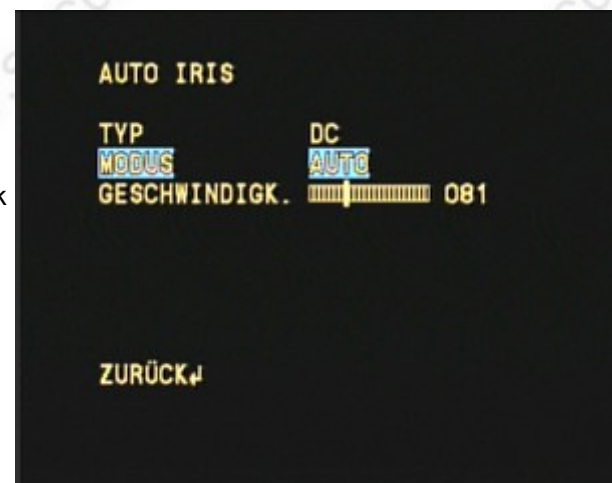 AUTO IRIS
TYP DC
MODUS AUTO
GESCHWINDIGK. 081
ZURÜCK↲
k